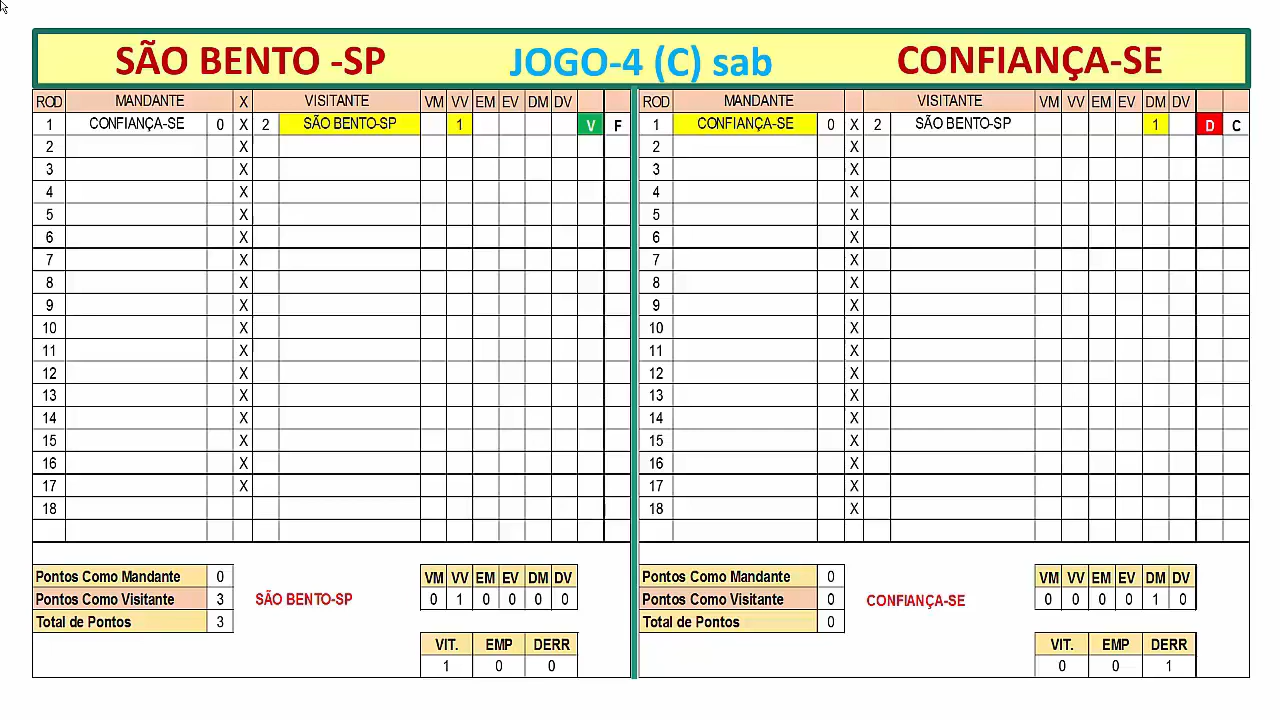 SÃO BENTO -SP JOGO-4 (C) sab CONFIANÇA-SE
ROD MANDANTE X VISITANTE VM VV EM EV DM DV ROD MANDANTE VISITANTE VM VV EM EV DM DV
1 CONFIANÇA-SE 0 X 2 SÃO BENTO-SP 1 V F 1 CONFIANÇA-SE 0 X 2 SÃO BENTO-SP 1 D C
2 X 2 X
3 X 3 X
4 X 4 X
5 X 5 X
6 X 6 X
7 X 7 X
8 X 8 X
9 X 9 X
10 X 10 X
11 X 11 X
12 X 12 X
13 X 13 X
14 X 14 X
15 X 15 X
16 X 16 X
17 X 17 X
18 18 X
Pontos Como Mandante 0 VM VV EM EV DM DV Pontos Como Mandante 0 VM VV EM EV DM DV
Pontos Como Visitante 3 SÃO BENTO-SP 0 1 0 0 0 0 Pontos Como Visitante 0 CONFIANÇA-SE 0 0 0 0 1 0
Total de Pontos 3 Total de Pontos 0
VIT. EMP DERR VIT. EMP DERR
1 0 0 0 0 1